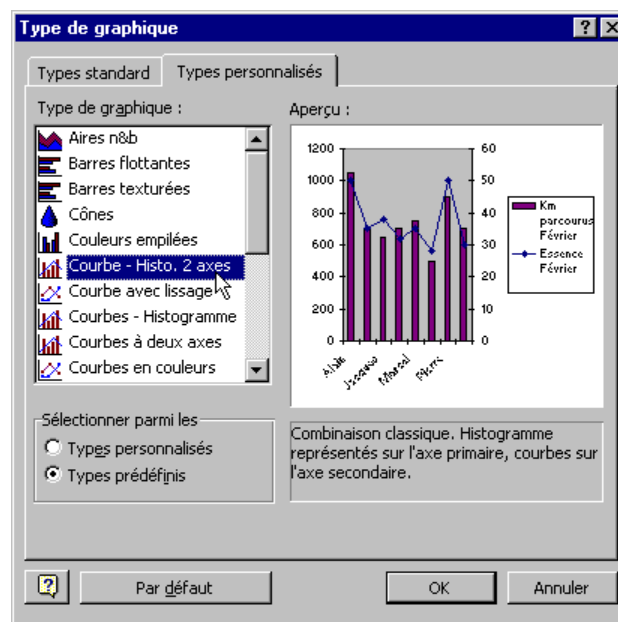 Type de graphique
Types standard
Types personnalisés
Type de graphique :
Aires n&b
Barres flottantes
Barres texturées
Cônes
Couleurs empilées
Courbe - Histo. 2 axes
Courbe avec lissage
Courbes - Histogramme
Courbes à deux axes
Courbes en couleurs
Sélectionner parmi les
Types personnalisés
Types prédéfinis
Aperçu :
1200
1000
800
600
400
200
0
60
50
40
30
20
10
0
Alain
Jacques
Marcel
Pierre
Km
parcourus
Février
Essence
Février
Combinaison classique. Histogramme
représentés sur l'axe primaire, courbes sur
l'axe secondaire.
Par défaut
OK
Annuler